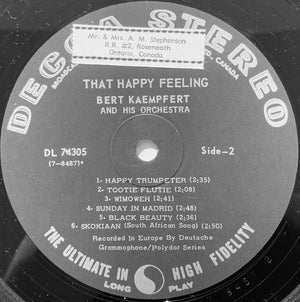 DECCA STEREO
Mr. & Mrs. A. M. Stephenson
R.R. #2, Roseneath
Ontario, Canada
THAT HAPPY FEELING
BERT KAEMPFERT
AND HIS ORCHESTRA
DL 74305
Side-2
(7-8487)*
1- HAPPY TRUMPETER (2;35)
2- TOOTIE FLUTIE (2;08)
3- WIMOWEH (2;40)
4- SUNDAY IN MADRID (2;48)
5- BLACK BEAUTY (2;36)
6- SKOKIAAN (South African Song) (2;50)
Recorded In Europe By Deutsche
Grammophone/Polydor Series
THE ULTIMATE IN HIGH FIDELITY
LONG PLAY